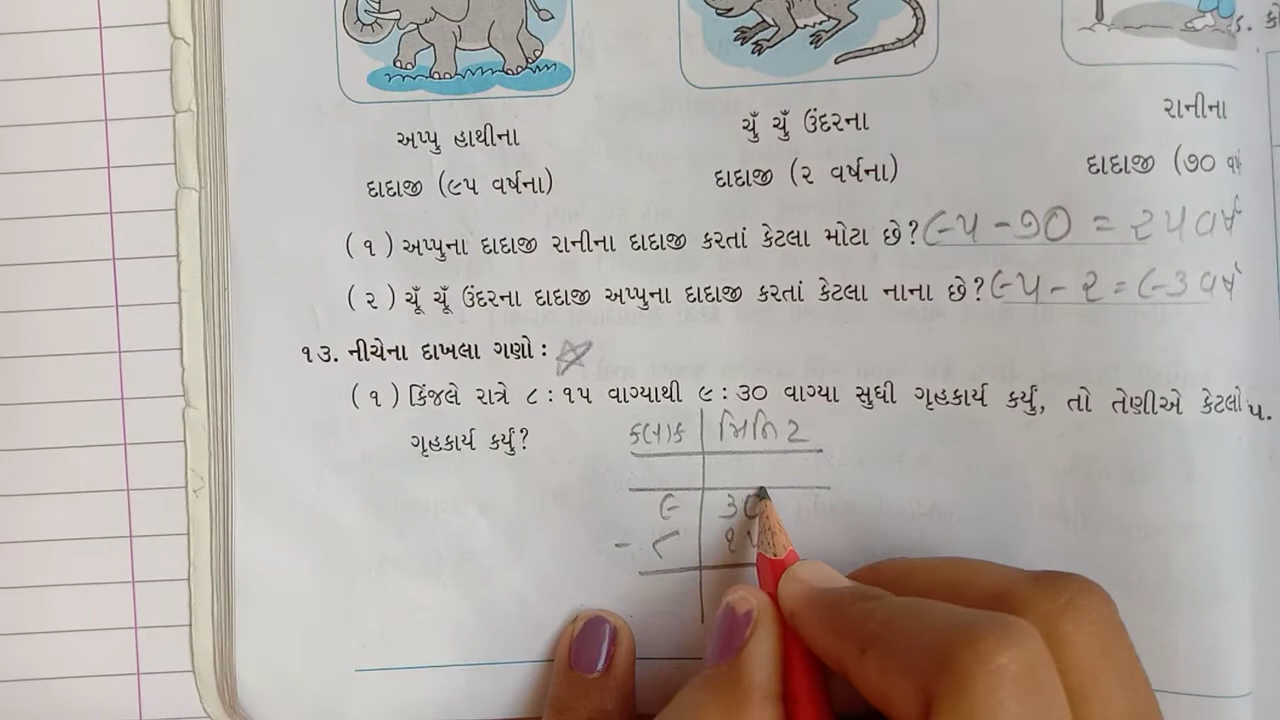 અપ્પુ હાથીના
ચૂઁ ચૂઁ ઉંદરના
રાનીના
દાદાજી (૯૫ વર્ષના)
દાદાજી (૨ વર્ષના)
દાદાજી (૭૦
(૧) અપ્પુના દાદાજી રાનીના દાદાજી કરતાં કેટલા મોટા છે? ૯૫ - ૭૦ = ૨૫ વર્ષ
(૨) ચૂઁ ચૂઁ ઉંદરના દાદાજી અપ્પુના દાદાજી કરતાં કેટલા નાના છે? ૯૫ - ૨ = ૯૩ વર્ષ
૧૩. નીચેના દાખલા ગણો :
(૧) કિંજલે રાત્રે ૮ : ૧૫ વાગ્યાથી ૯ : ૩૦ વાગ્યા સુધી ગૃહકાર્ય કર્યું, તો તેણીએ કેટલો ૫.
ગૃહકાર્ય કર્યું?
કલાક મિનિટ
૯ ૩૦
- ૮ ૧૫